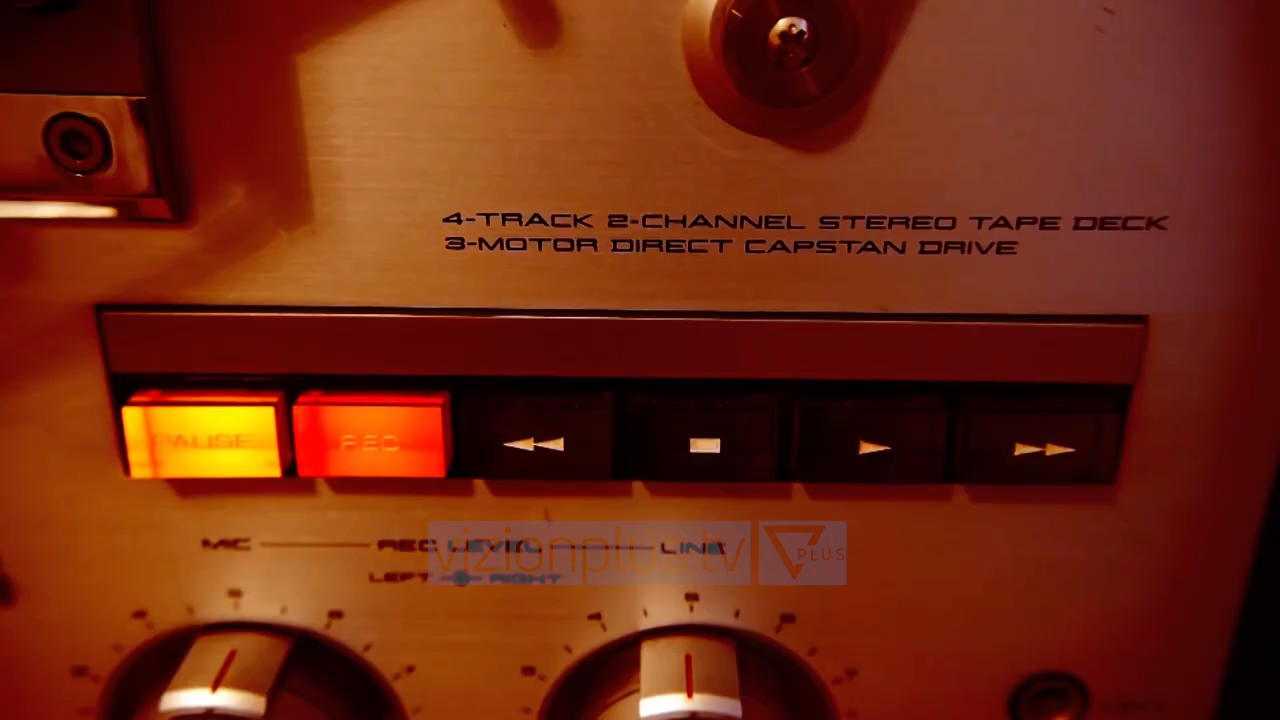 4-TRACK 2-CHANNEL STEREO TAPE DECK
3-MOTOR DIRECT CAPSTAN DRIVE
PAUSE REC
MIC REC LEVEL LINE
LEFT RIGHT
vizionplus.tv PLUS